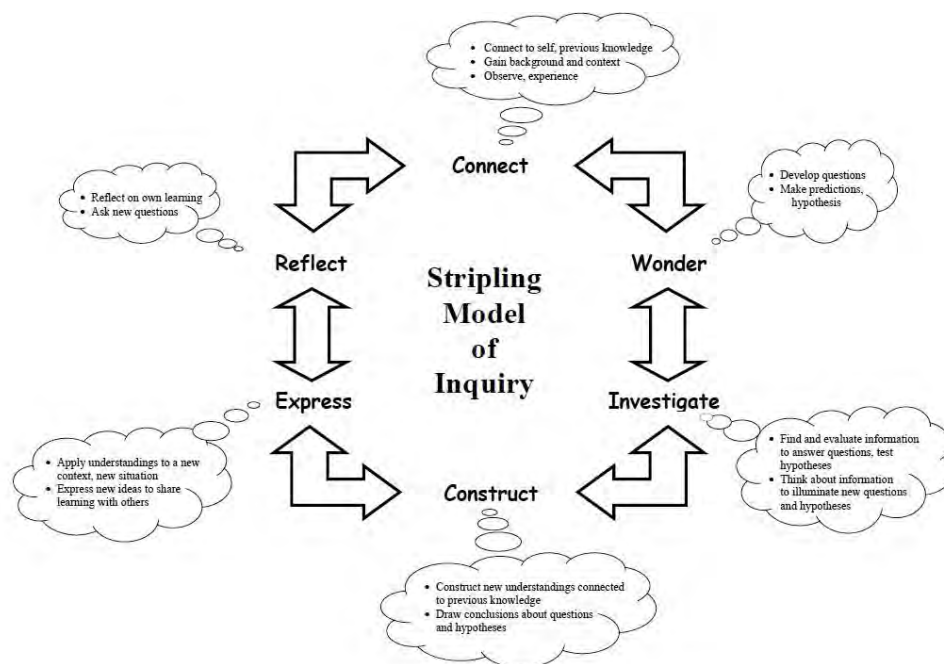 • Connect to self, previous knowledge
• Gain background and context
• Observe, experience
Connect
• Develop questions
• Make predictions,
hypothesis
Wonder
• Reflect on own learning
• Ask new questions
Reflect
Stripling
Model
of
Inquiry
Express
Investigate
• Apply understandings to a new
context, new situation
• Express new ideas to share
learning with others
• Find and evaluate information
to answer questions, test
hypotheses
• Think about information
to illuminate new questions
and hypotheses
Construct
• Construct new understandings connected
to previous knowledge
• Draw conclusions about questions
and hypotheses